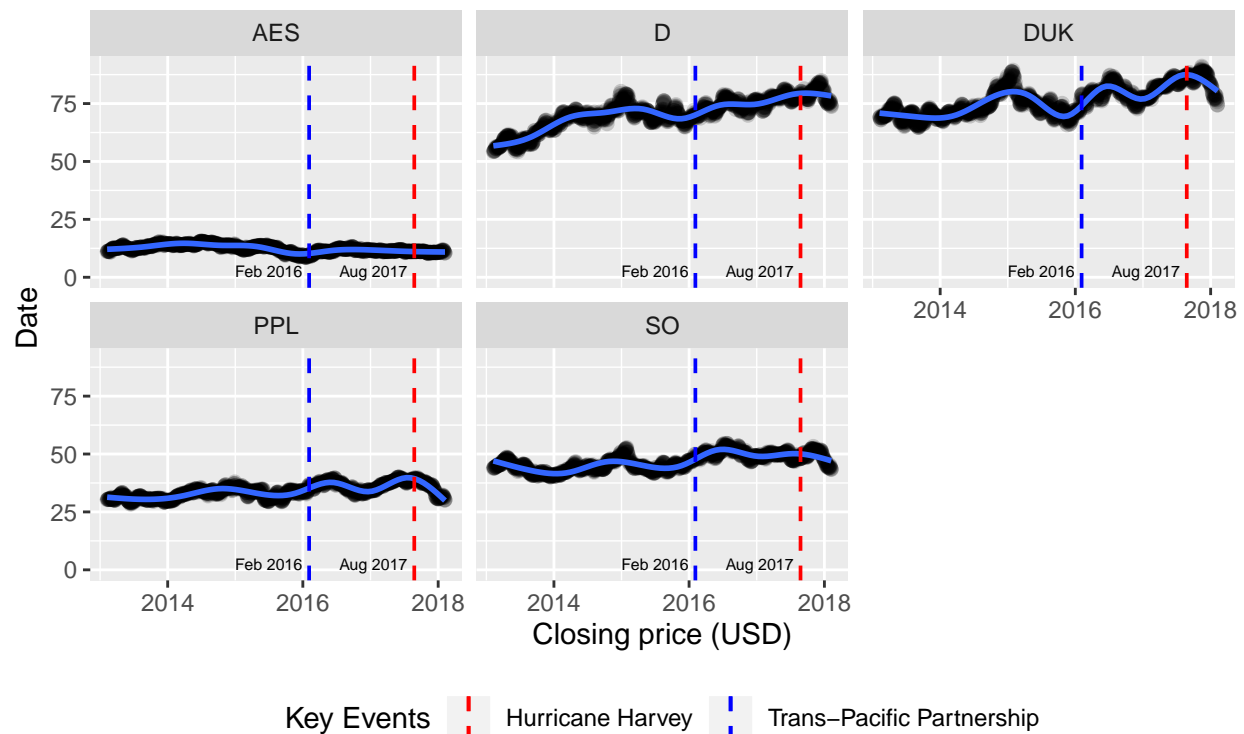 AES D DUK
75
50
25
0
Feb 2016 Aug 2017 Feb 2016 Aug 2017 Feb 2016 Aug 2017
2014 2016 2018
Date
PPL SO
75
50
25
0
Feb 2016 Aug 2017 Feb 2016 Aug 2017
2014 2016 2018 2014 2016 2018
Closing price (USD)
Key Events Hurricane Harvey Trans−Pacific Partnership